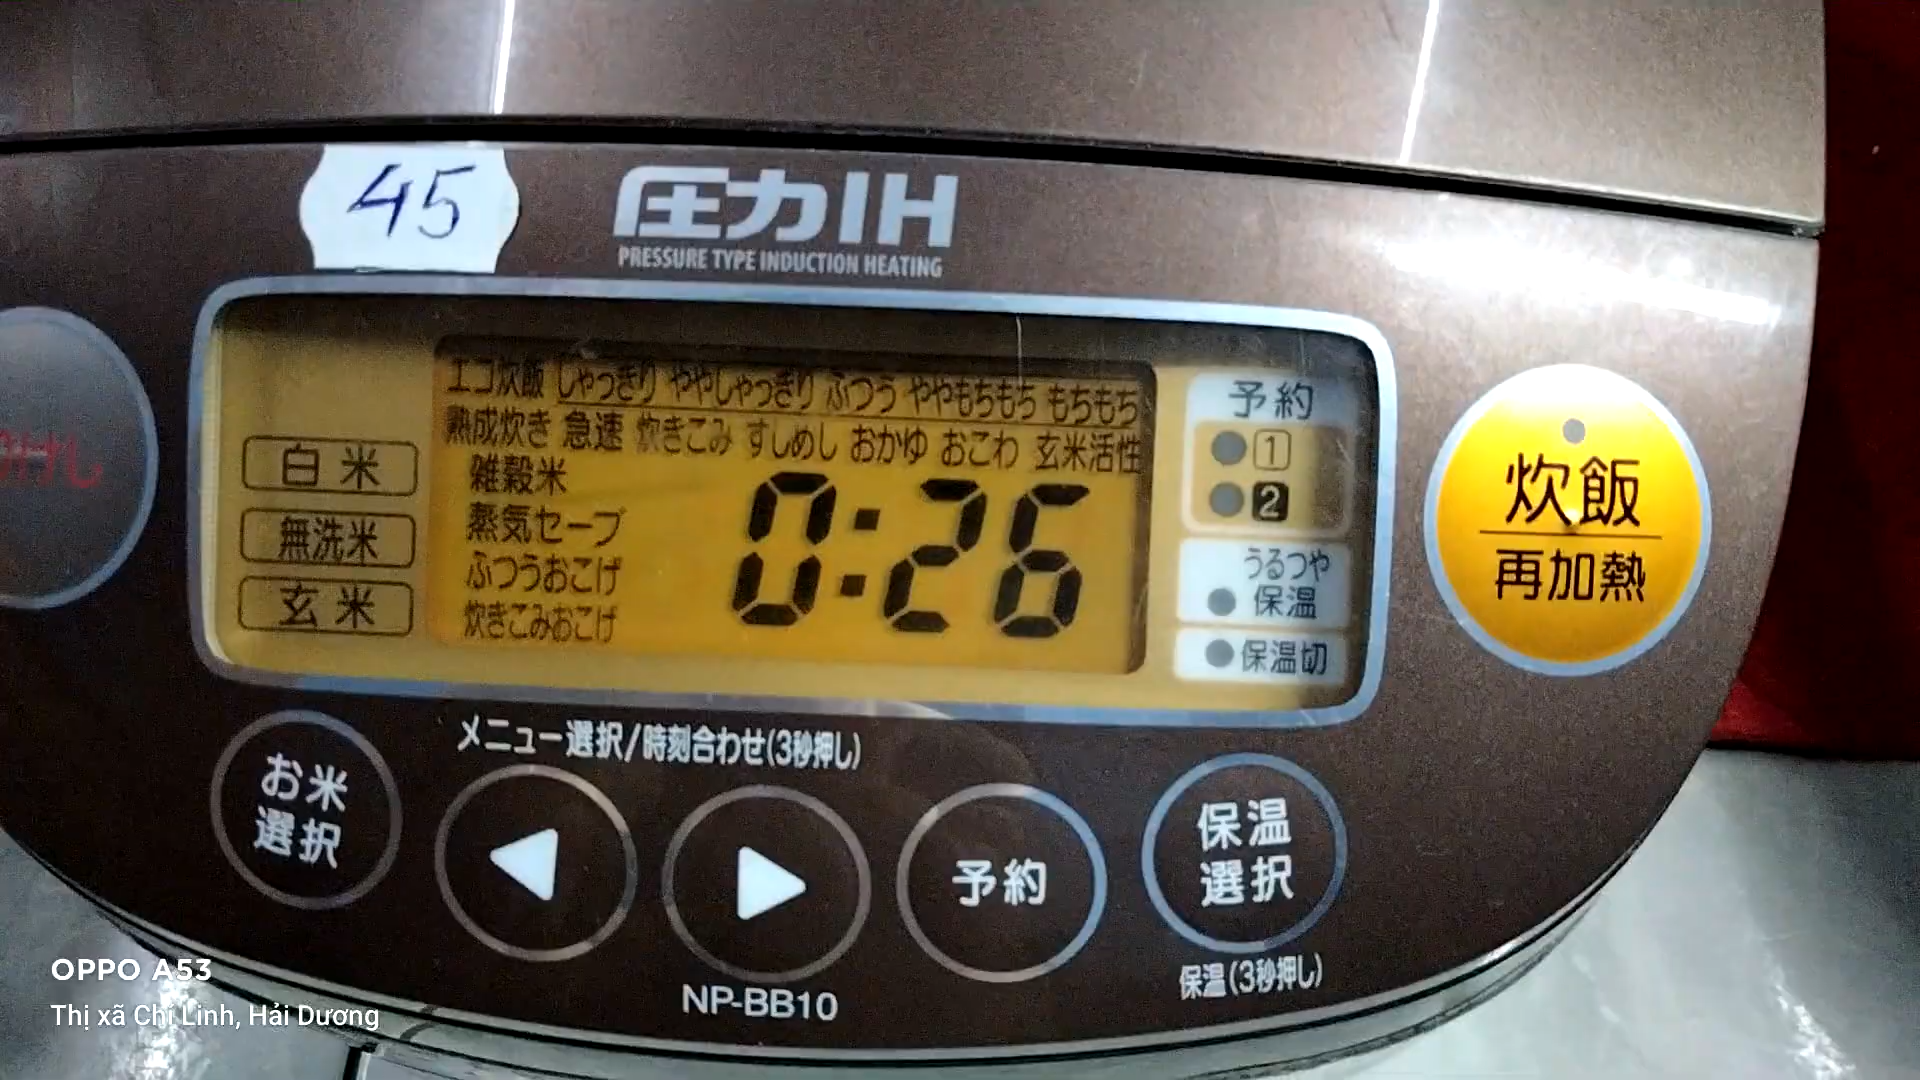 45
圧力IH
PRESSURE TYPE INDUCTION HEATING
エコ炊飯 しゃっきり ややしゃっきり ふつう ややもちもち もちもち
熟成炊き 急速 炊きこみ すしめし おかゆ おこわ 玄米活性
雑穀米
蒸気セーブ
ふつうおこげ
炊きこみおこげ
0:26
白米
無洗米
玄米
予約
1
2
うるつや
保温
保温切
炊飯
再加熱
メニュー選択/時刻合わせ(3秒押し)
お米
選択
予約
保温
選択
保温(3秒押し)
NP-BB10
OPPO A53
Thị xã Chí Linh, Hải Dương